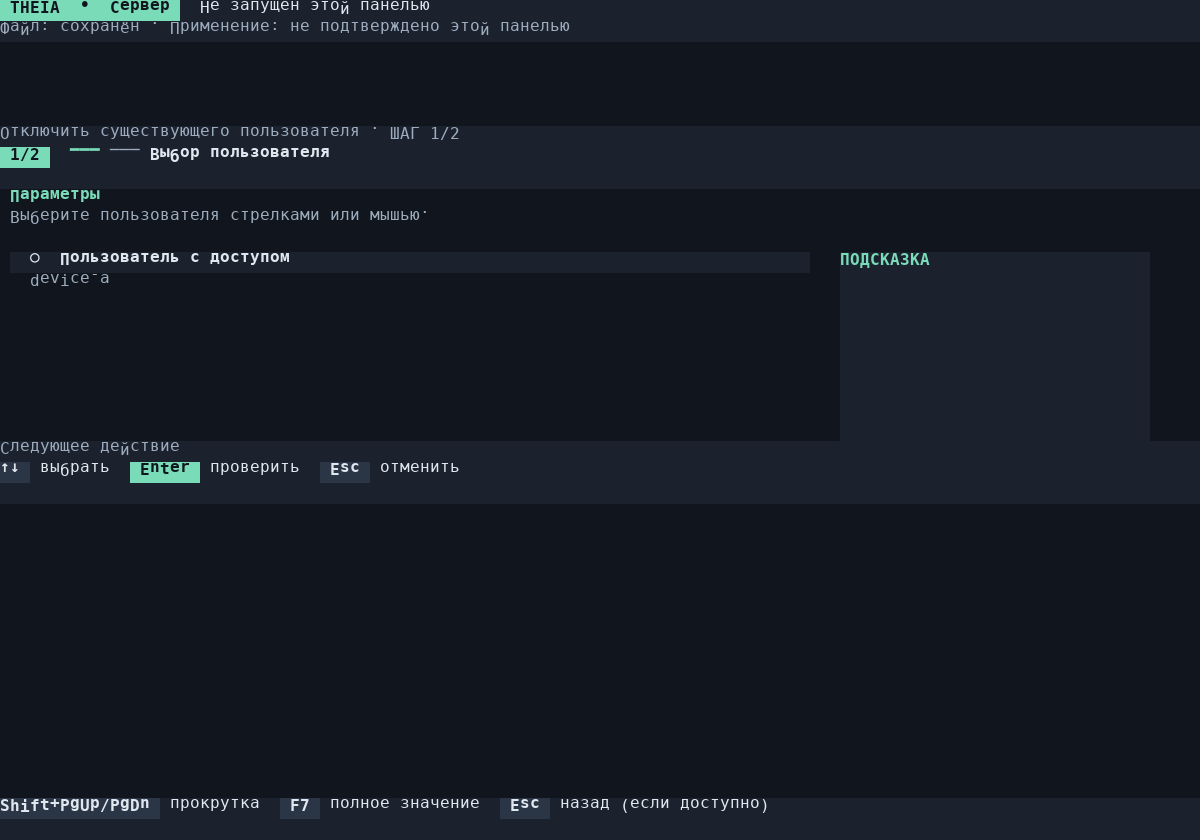 THEIA • Сервер Не запущен этой панелью
Файл: сохранён · Применение: не подтверждено этой панелью
Отключить существующего пользователя · ШАГ 1/2
1/2 ━━━ ─── Выбор пользователя
Параметры
Выберите пользователя стрелками или мышью.
○ Пользователь с доступом
ПОДСКАЗКА
device-a
Следующее действие
↑↓ выбрать Enter проверить Esc отменить
Shift+PgUp/PgDn прокрутка F7 полное значение Esc назад (если доступно)